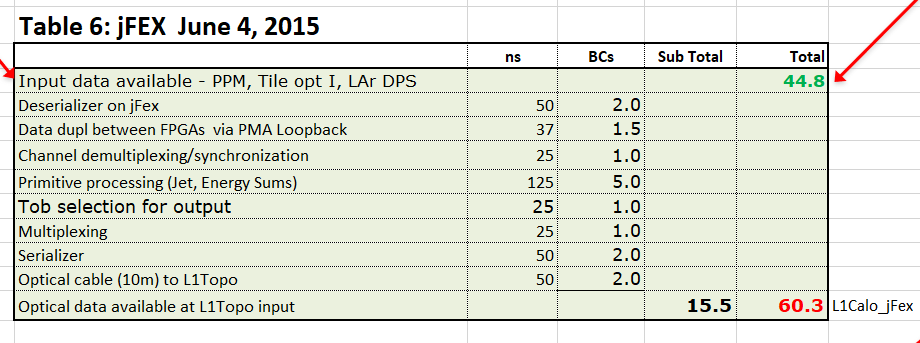 Table 6: jFEX June 4, 2015
ns BCs Sub Total Total
Input data available - PPM, Tile opt I, LAr DPS 44.8
Deserializer on jFex 50 2.0
Data dupl between FPGAs via PMA Loopback 37 1.5
Channel demultiplexing/synchronization 25 1.0
Primitive processing (Jet, Energy Sums) 125 5.0
Tob selection for output 25 1.0
Multiplexing 25 1.0
Serializer 50 2.0
Optical cable (10m) to L1Topo 50 2.0
Optical data available at L1Topo input 15.5 60.3 L1Calo_jFex